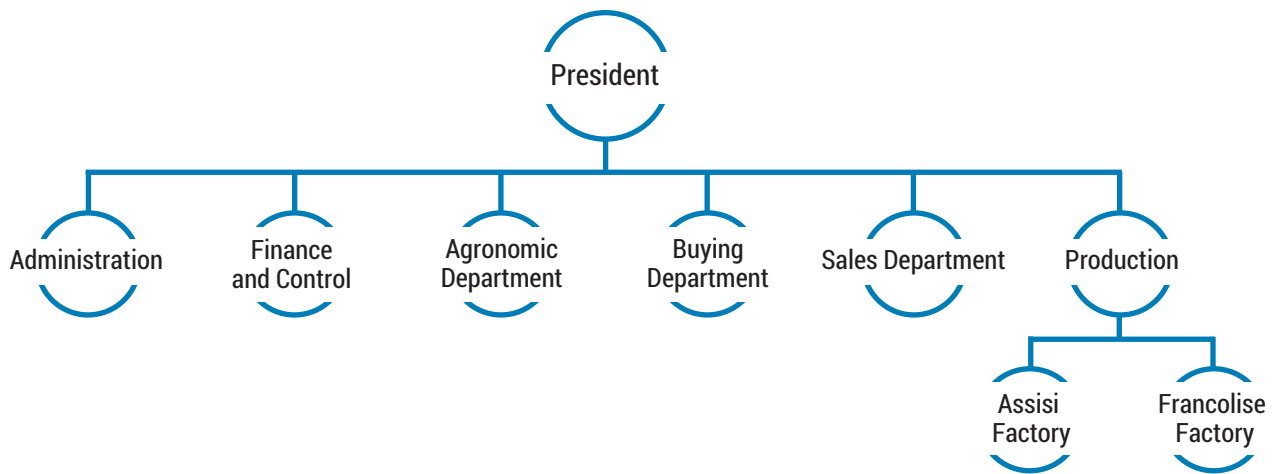 President
Administration
Finance
and Control
Agronomic
Department
Buying
Department
Sales Department
Production
Assisi
Factory
Francolise
Factory